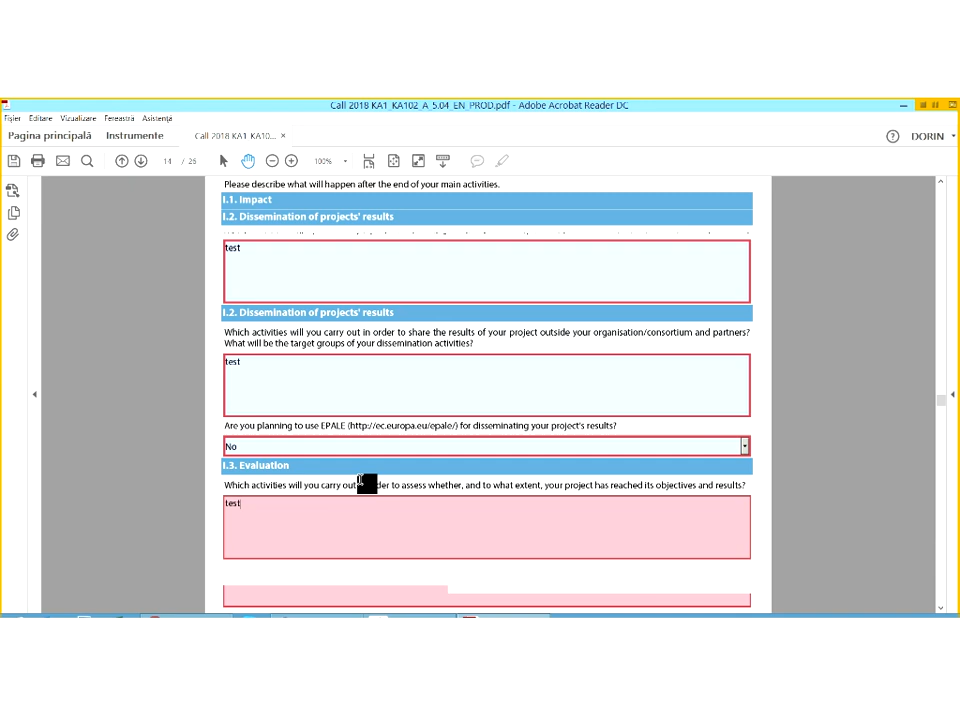 Call 2018 KA1_KA102_A_5.04_EN_PROD.pdf - Adobe Acrobat Reader DC
Fișier Editare Vizualizare Fereastră Asistență
Pagina principală Instrumente Call 2018 KA1_KA10... ×
DORIN
14 / 26 100%
Please describe what will happen after the end of your main activities.
I.1. Impact
I.2. Dissemination of projects' results
test
I.2. Dissemination of projects' results
Which activities will you carry out in order to share the results of your project outside your organisation/consortium and partners?
What will be the target groups of your dissemination activities?
test
Are you planning to use EPALE (http://ec.europa.eu/epale/) for disseminating your project's results?
No
I.3. Evaluation
Which activities will you carry out der to assess whether, and to what extent, your project has reached its objectives and results?
test